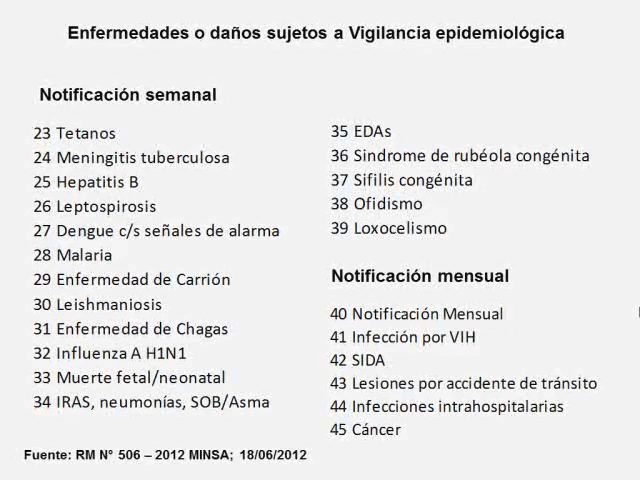 Enfermedades o daños sujetos a Vigilancia epidemiológica
Notificación semanal
23 Tetanos
24 Meningitis tuberculosa
25 Hepatitis B
26 Leptospirosis
27 Dengue c/s señales de alarma
28 Malaria
29 Enfermedad de Carrión
30 Leishmaniosis
31 Enfermedad de Chagas
32 Influenza A H1N1
33 Muerte fetal/neonatal
34 IRAS, neumonías, SOB/Asma
35 EDAs
36 Sindrome de rubéola congénita
37 Sifilis congénita
38 Ofidismo
39 Loxocelismo
Notificación mensual
40 Notificación Mensual
41 Infección por VIH
42 SIDA
43 Lesiones por accidente de tránsito
44 Infecciones intrahospitalarias
45 Cáncer
Fuente: RM N° 506 – 2012 MINSA; 18/06/2012